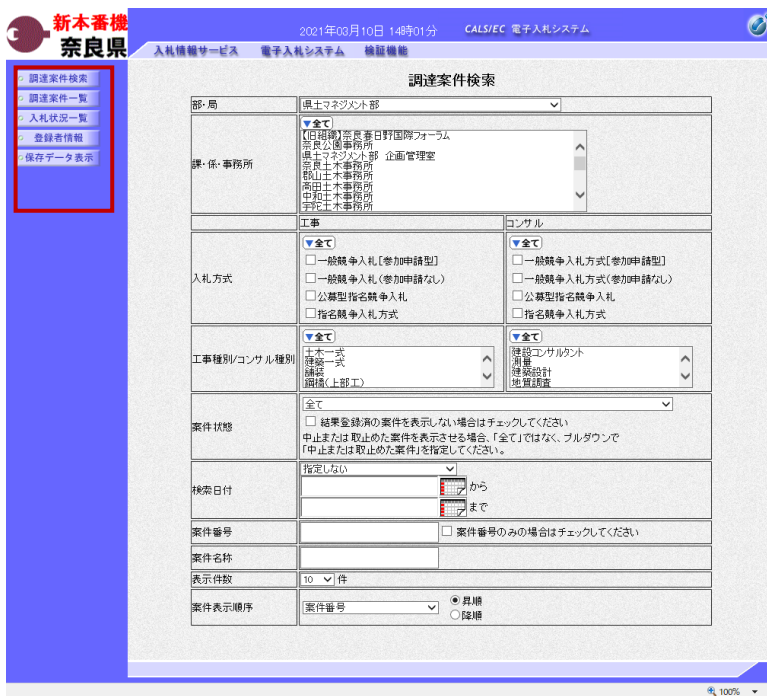 新本番機
奈良県
2021年03月10日 14時01分
CALS/EC 電子入札システム
入札情報サービス
電子入札システム
検証機能
調達案件検索
調達案件一覧
入札状況一覧
登録者情報
保存データ表示
調達案件検索
部・局
県土マネジメント部
課・係・事務所
▼全て
【旧組織】奈良春日野国際フォーラム
奈良公園事務所
県土マネジメント部 企画管理室
奈良土木事務所
郡山土木事務所
高田土木事務所
中和土木事務所
宇陀土木事務所
工事
コンサル
入札方式
▼全て
一般競争入札[参加申請型]
一般競争入札(参加申請なし)
公募型指名競争入札
指名競争入札方式
▼全て
一般競争入札方式[参加申請型]
一般競争入札方式(参加申請なし)
公募型指名競争入札
指名競争入札方式
工事種別/コンサル種別
▼全て
土木一式
建築一式
舗装
鋼橋(上部工)
▼全て
建設コンサルタント
測量
建築設計
地質調査
案件状態
全て
結果登録済の案件を表示しない場合はチェックしてください
中止または取止めた案件を表示させる場合、「全て」ではなく、プルダウンで
「中止または取止めた案件」を指定してください。
検索日付
指定しない
から
まで
案件番号
案件番号のみの場合はチェックしてください
案件名称
表示件数
10 件
案件表示順序
案件番号
昇順
降順
100%